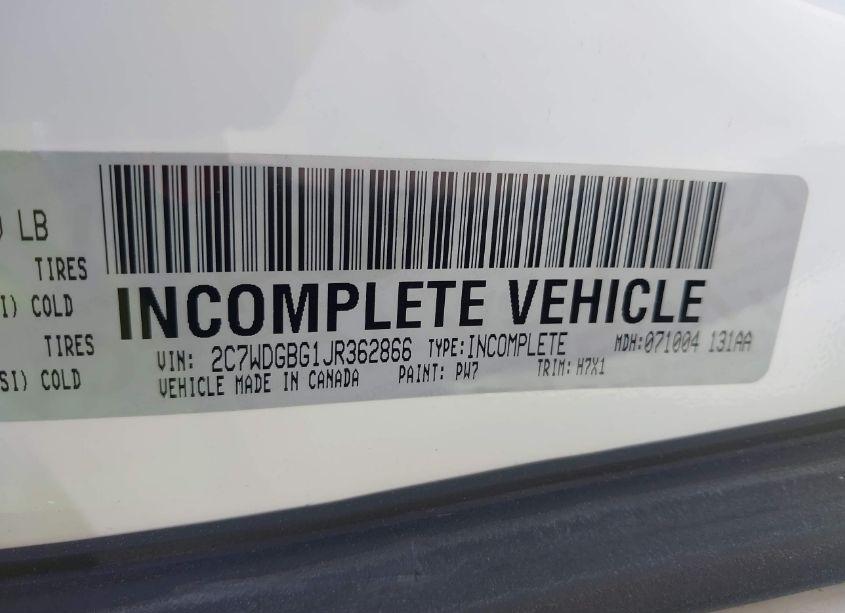 LB
TIRES
I) COLD
TIRES
SI) COLD
INCOMPLETE VEHICLE
VIN: 2C7WDGBG1JR362866 TYPE:INCOMPLETE MDH:071004 131AA
VEHICLE MADE IN CANADA PAINT: PW7 TRIM: H7X1